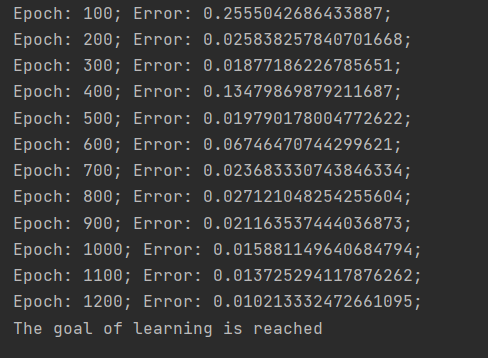 Epoch: 100; Error: 0.2555042686433887;
Epoch: 200; Error: 0.025838257840701668;
Epoch: 300; Error: 0.01877186226785651;
Epoch: 400; Error: 0.13479869879211687;
Epoch: 500; Error: 0.019790178004772622;
Epoch: 600; Error: 0.06746470744299621;
Epoch: 700; Error: 0.023683330743846334;
Epoch: 800; Error: 0.027121048254255604;
Epoch: 900; Error: 0.021163537444036873;
Epoch: 1000; Error: 0.015881149640684794;
Epoch: 1100; Error: 0.013725294117876262;
Epoch: 1200; Error: 0.010213332472661095;
The goal of learning is reached